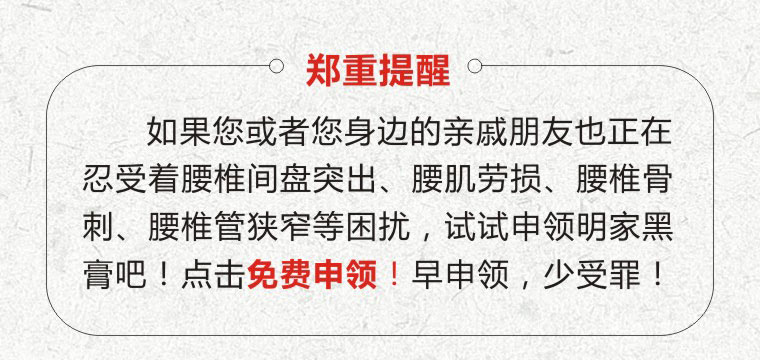 郑重提醒
如果您或者您身边的亲戚朋友也正在
忍受着腰椎间盘突出、腰肌劳损、腰椎骨
刺、腰椎管狭窄等困扰，试试申领明家黑
膏吧！点击免费申领！早申领，少受罪！